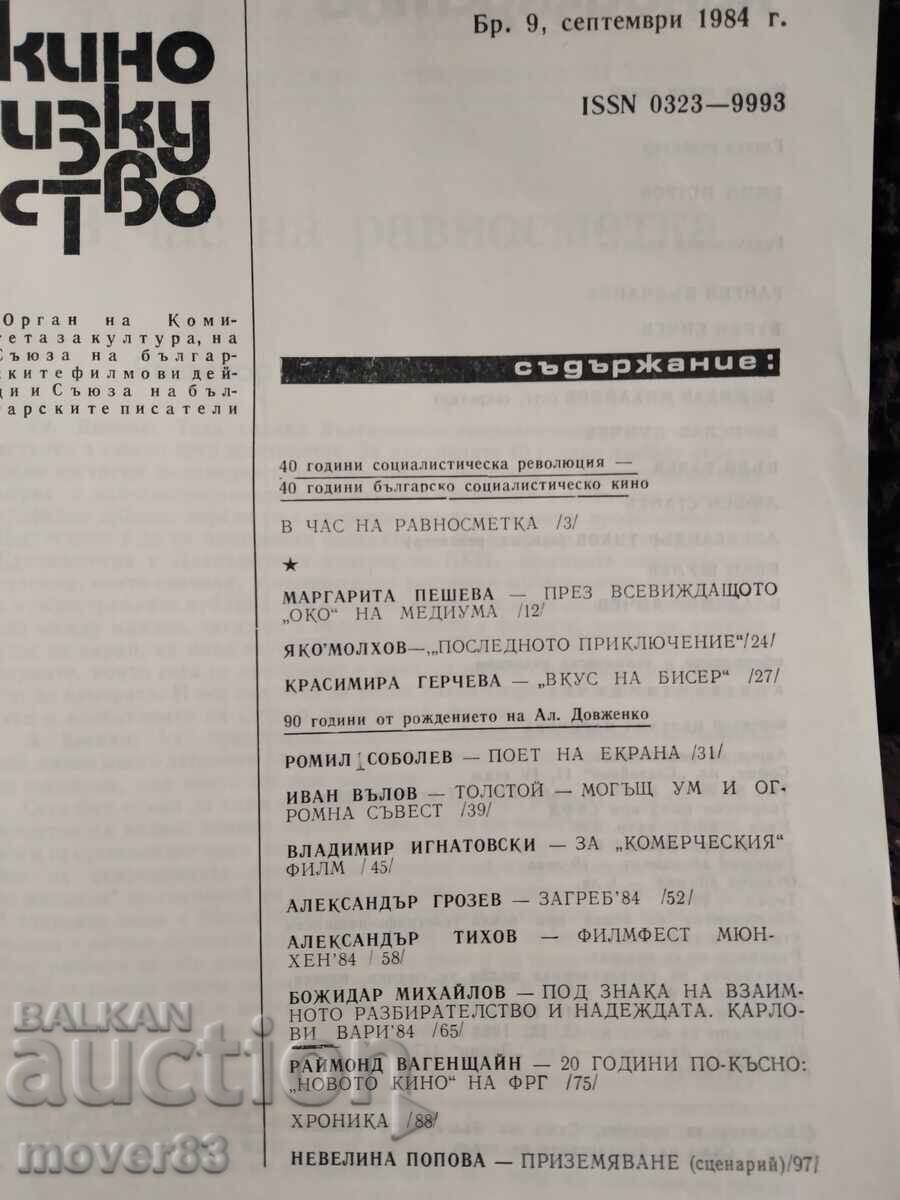 кино
изку
ство
Орган на Коми-
тета за култура, на
Съюза на българ-
ските филмови дей-
ци и Съюза на бъл-
гарските писатели
Бр. 9, септември 1984 г.
ISSN 0323—9993
съдържание:
40 години социалистическа революция —
40 години българско социалистическо кино
В ЧАС НА РАВНОСМЕТКА /3/
★
МАРГАРИТА ПЕШЕВА — ПРЕЗ ВСЕВИЖДАЩОТО
„ОКО“ НА МЕДИУМА /12/
ЯКО МОЛХОВ—„ПОСЛЕДНОТО ПРИКЛЮЧЕНИЕ“/24/
КРАСИМИРА ГЕРЧЕВА — „ВКУС НА БИСЕР“ /27/
90 години от рождението на Ал. Довженко
РОМИЛ СОБОЛЕВ — ПОЕТ НА ЕКРАНА /31/
ИВАН ВЪЛОВ — ТОЛСТОЙ — МОГЪЩ УМ И ОГ-
РОМНА СЪВЕСТ /39/
ВЛАДИМИР ИГНАТОВСКИ — ЗА „КОМЕРЧЕСКИЯ“
ФИЛМ /45/
АЛЕКСАНДЪР ГРОЗЕВ — ЗАГРЕБ'84 /52/
АЛЕКСАНДЪР ТИХОВ — ФИЛМФЕСТ МЮН-
ХЕН'84 /58/
БОЖИДАР МИХАЙЛОВ — ПОД ЗНАКА НА ВЗАИМ-
НОТО РАЗБИРАТЕЛСТВО И НАДЕЖДАТА. КАРЛО-
ВИ ВАРИ'84 /65/
РАЙМОНД ВАГЕНЩАЙН — 20 ГОДИНИ ПО-КЪСНО:
„НОВОТО КИНО“ НА ФРГ /75/
ХРОНИКА /88/
НЕВЕЛИНА ПОПОВА — ПРИЗЕМЯВАНЕ (сценарий)/97/
BALKAN
auction
mover83